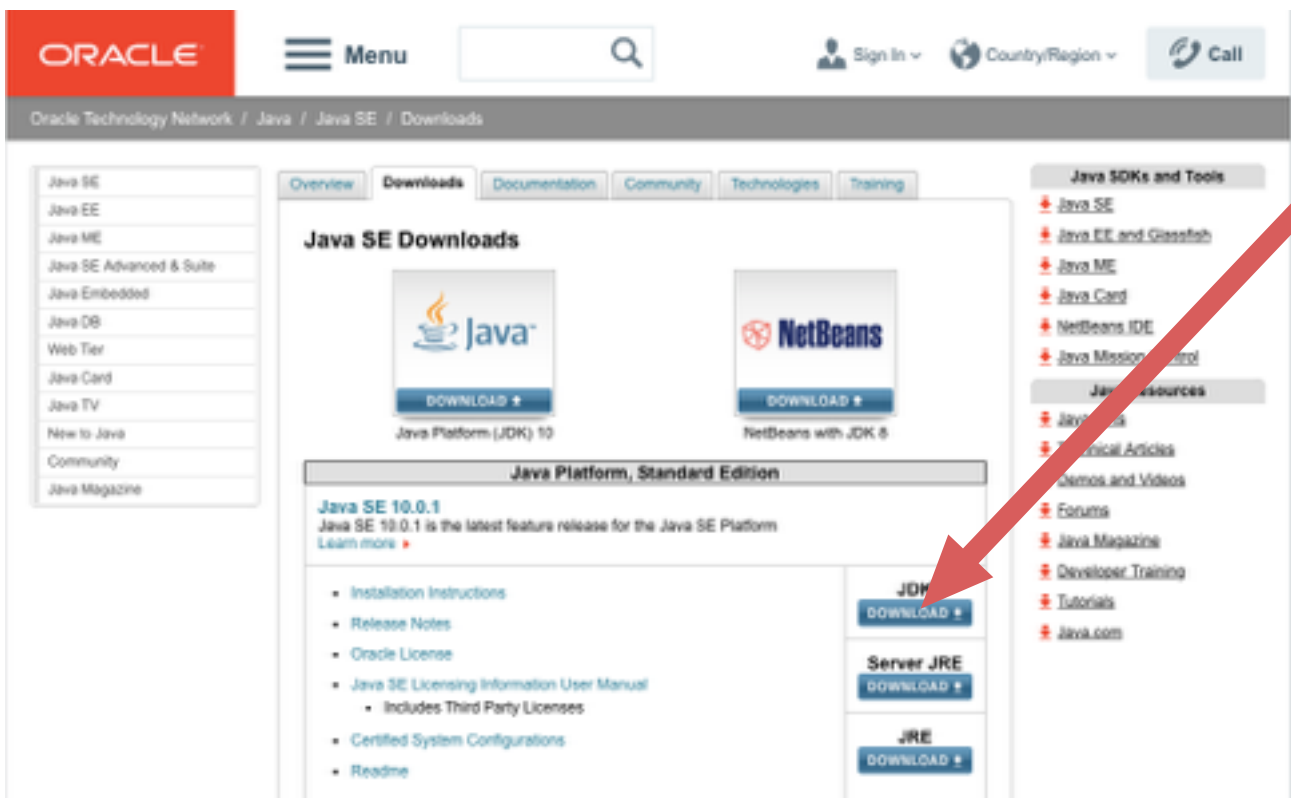 ORACLE
Menu
Sign In
Country/Region
Call
Oracle Technology Network / Java / Java SE / Downloads
Java SE
Java EE
Java ME
Java SE Advanced & Suite
Java Embedded
Java DB
Web Tier
Java Card
Java TV
New to Java
Community
Java Magazine
Overview
Downloads
Documentation
Community
Technologies
Training
Java SE Downloads
Java
DOWNLOAD
Java Platform (JDK) 10
NetBeans
DOWNLOAD
NetBeans with JDK 8
Java Platform, Standard Edition
Java SE 10.0.1
Java SE 10.0.1 is the latest feature release for the Java SE Platform
Learn more
Installation Instructions
Release Notes
Oracle License
Java SE Licensing Information User Manual
Includes Third Party Licenses
Certified System Configurations
Readme
JDK
DOWNLOAD
Server JRE
DOWNLOAD
JRE
DOWNLOAD
Java SDKs and Tools
Java SE
Java EE and Glassfish
Java ME
Java Card
NetBeans IDE
Java Mission
Java
Java
Articles
Demos and Videos
Forums
Java Magazine
Developer Training
Tutorials
Java.com